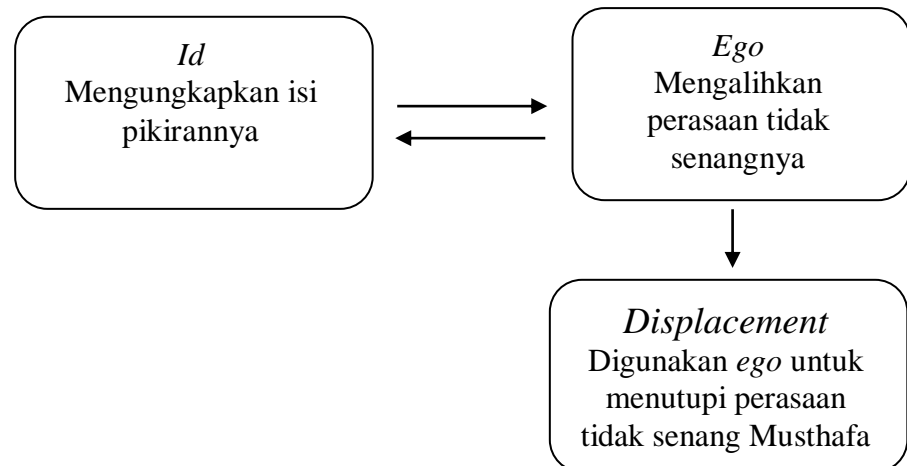 Id
Mengungkapkan isi
pikirannya
Ego
Mengalihkan
perasaan tidak
senangnya
Displacement
Digunakan ego untuk
menutupi perasaan
tidak senang Musthafa